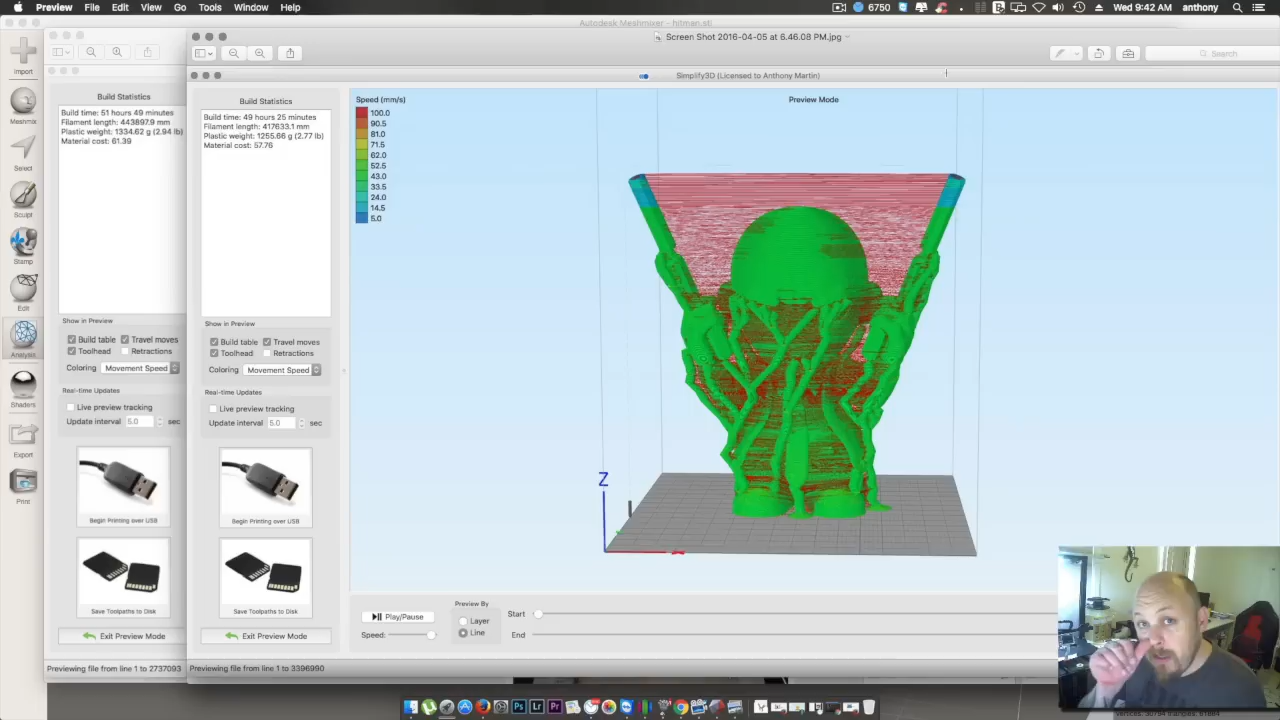 Preview File Edit View Go Tools Window Help
6750
Wed 9:42 AM anthony
Autodesk Meshmixer - hitman.stl
Screen Shot 2016-04-05 at 6.46.08 PM.jpg
Search
Simplify3D (Licensed to Anthony Martin)
Import
Meshmix
Select
Sculpt
Stamp
Edit
Analysis
Shaders
Export
Print
Build Statistics
Build time: 51 hours 49 minutes
Filament length: 443897.9 mm
Plastic weight: 1334.62 g (2.94 lb)
Material cost: 61.39
Show in Preview
Build table Travel moves
Toolhead Retractions
Coloring Movement Speed
Real-time Updates
Live preview tracking
Update interval 5.0 sec
Begin Printing over USB
Save Toolpaths to Disk
Exit Preview Mode
Previewing file from line 1 to 2737093
Build Statistics
Build time: 49 hours 25 minutes
Filament length: 417633.1 mm
Plastic weight: 1255.66 g (2.77 lb)
Material cost: 57.76
Show in Preview
Build table Travel moves
Toolhead Retractions
Coloring Movement Speed
Real-time Updates
Live preview tracking
Update interval 5.0 sec
Begin Printing over USB
Save Toolpaths to Disk
Exit Preview Mode
Previewing file from line 1 to 3396990
Speed (mm/s)
100.0
90.5
81.0
71.5
62.0
52.5
43.0
33.5
24.0
14.5
5.0
Preview Mode
Z
Play/Pause
Speed:
Preview By
Layer
Line
Start
End
Ps Lr Pr